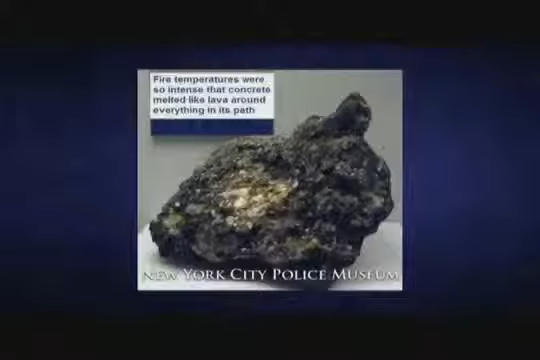 Fire temperatures were
so intense that concrete
melted like lava around
everything in its path
NEW YORK CITY POLICE MUSEUM